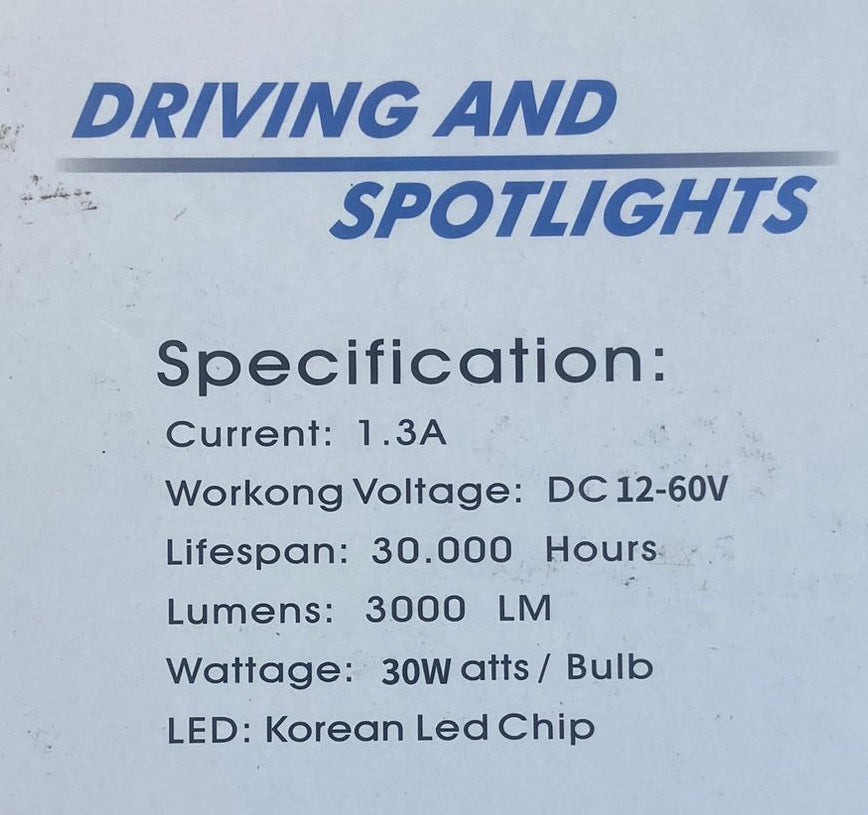 DRIVING AND
SPOTLIGHTS
Specification:
Current: 1.3A
Workong Voltage: DC 12-60V
Lifespan: 30.000 Hours
Lumens: 3000 LM
Wattage: 30W atts / Bulb
LED: Korean Led Chip